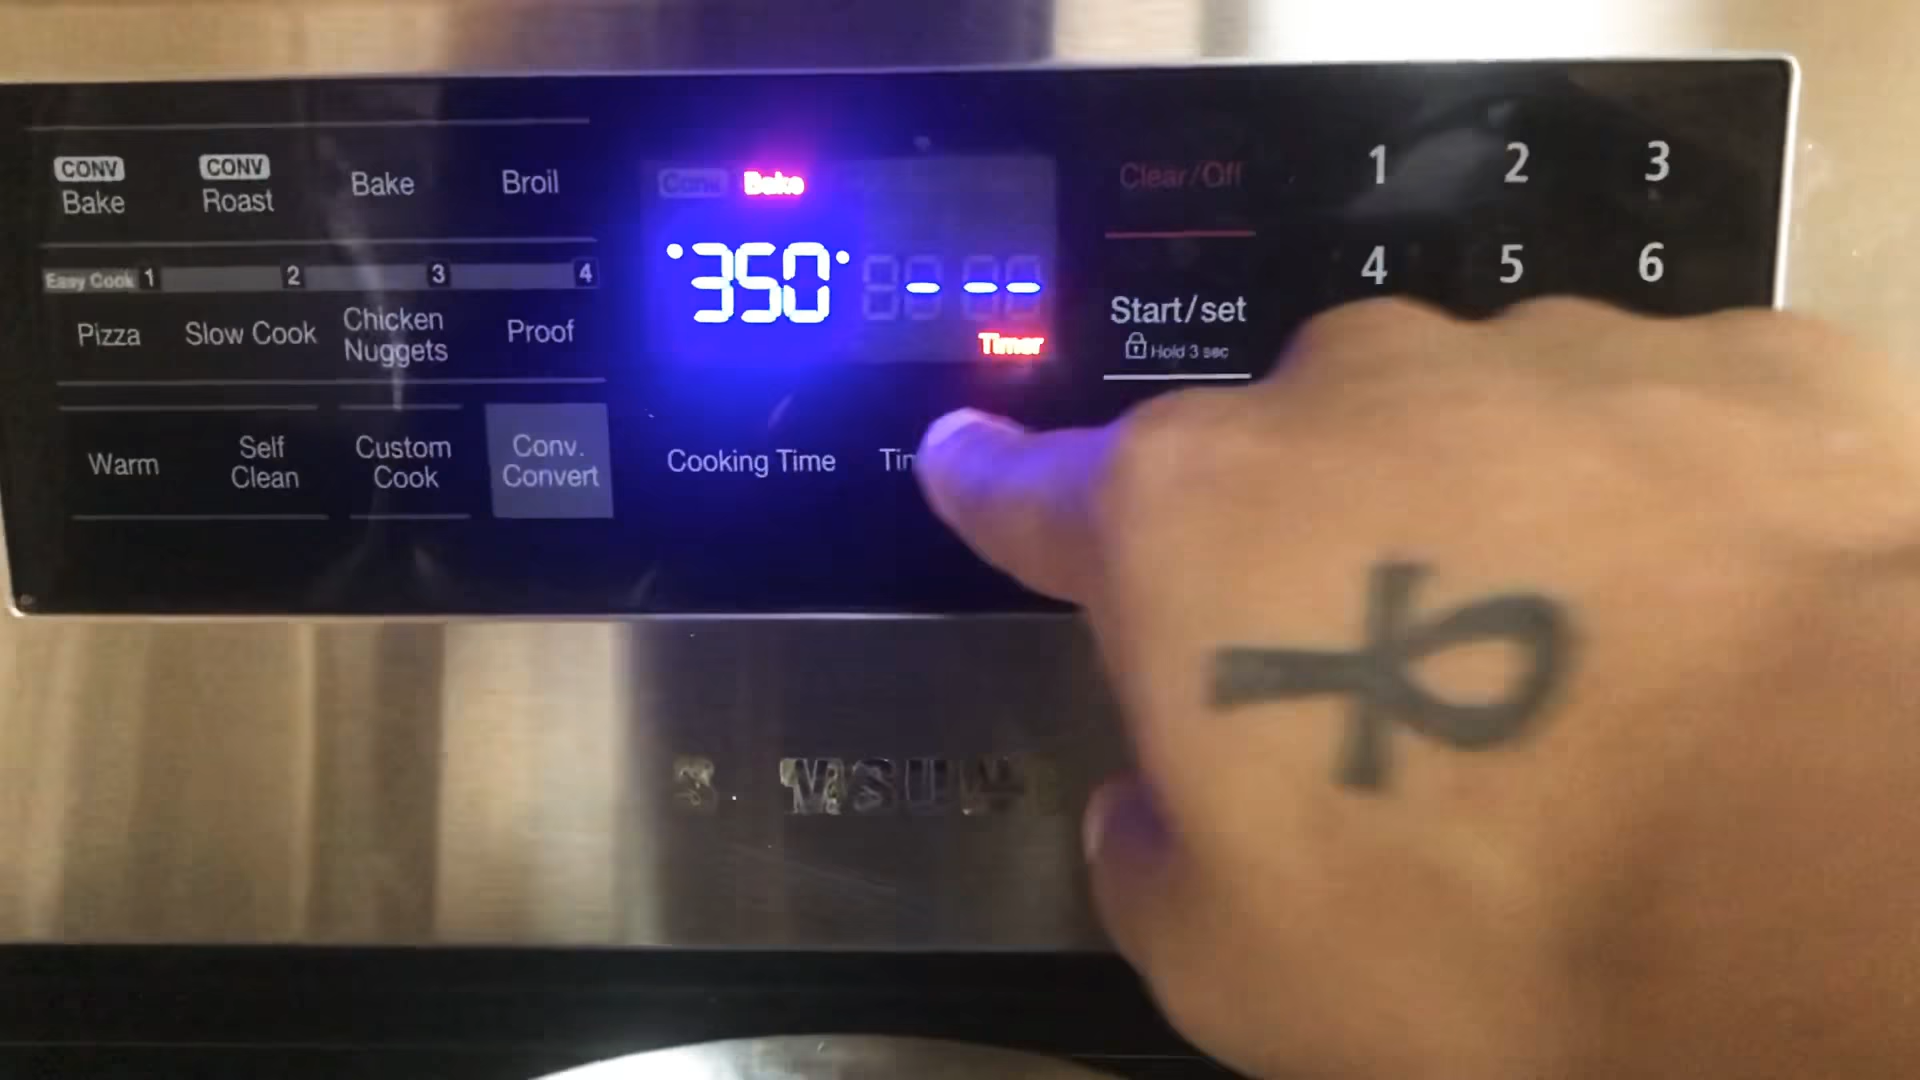 CONV CONV
Bake Roast Bake Broil
Easy Cook 1 2 3 4
Pizza Slow Cook Chicken Nuggets Proof
Warm Self Clean Custom Cook Conv. Convert
Conv Bake
°350° - - -
Timer
Cooking Time
Clear/Off
Start/set
Hold 3 sec
1 2 3
4 5 6